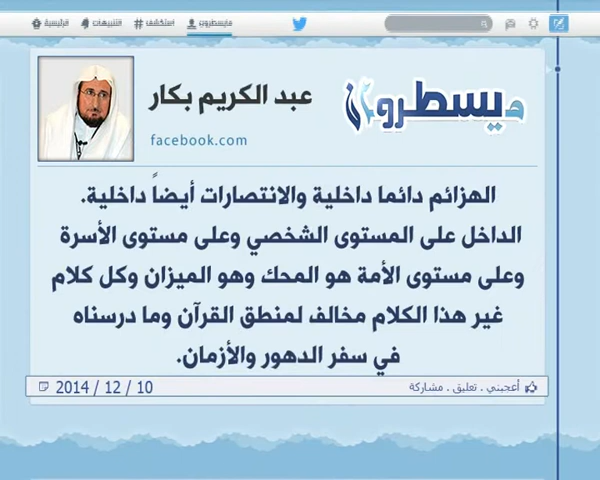 الرئيسية
التنبيهات
استكشف
مايسطرون
مايسطرون
عبد الكريم بكار
facebook.com
الهزائم دائما داخلية والانتصارات أيضاً داخلية.
الداخل على المستوى الشخصي وعلى مستوى الأسرة
وعلى مستوى الأمة هو المحك وهو الميزان وكل كلام
غير هذا الكلام مخالف لمنطق القرآن وما درسناه
في سفر الدهور والأزمان.
أعجبني . تعليق . مشاركة
2014 / 12 / 10